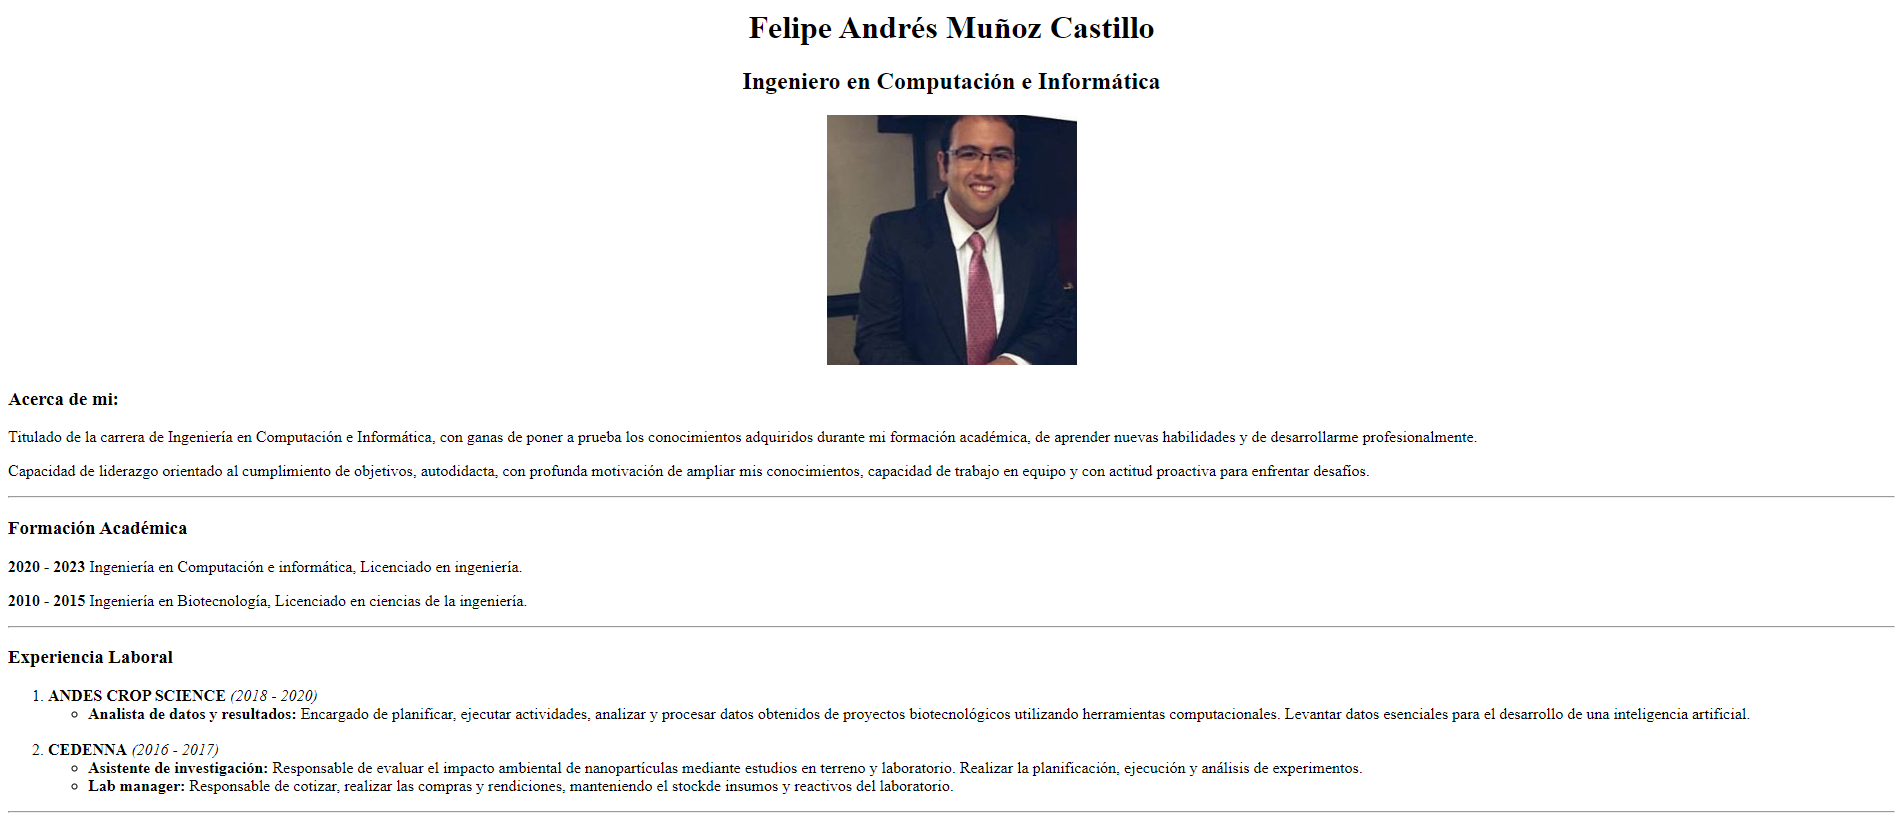 Felipe Andrés Muñoz Castillo
Ingeniero en Computación e Informática
Acerca de mi:
Titulado de la carrera de Ingeniería en Computación e Informática, con ganas de poner a prueba los conocimientos adquiridos durante mi formación académica, de aprender nuevas habilidades y de desarrollarme profesionalmente.
Capacidad de liderazgo orientado al cumplimiento de objetivos, autodidacta, con profunda motivación de ampliar mis conocimientos, capacidad de trabajo en equipo y con actitud proactiva para enfrentar desafíos.
Formación Académica
2020 - 2023 Ingeniería en Computación e informática, Licenciado en ingeniería.
2010 - 2015 Ingeniería en Biotecnología, Licenciado en ciencias de la ingeniería.
Experiencia Laboral
1. ANDES CROP SCIENCE (2018 - 2020)
◦ Analista de datos y resultados: Encargado de planificar, ejecutar actividades, analizar y procesar datos obtenidos de proyectos biotecnológicos utilizando herramientas computacionales. Levantar datos esenciales para el desarrollo de una inteligencia artificial.
2. CEDENNA (2016 - 2017)
◦ Asistente de investigación: Responsable de evaluar el impacto ambiental de nanopartículas mediante estudios en terreno y laboratorio. Realizar la planificación, ejecución y análisis de experimentos.
◦ Lab manager: Responsable de cotizar, realizar las compras y rendiciones, manteniendo el stockde insumos y reactivos del laboratorio.